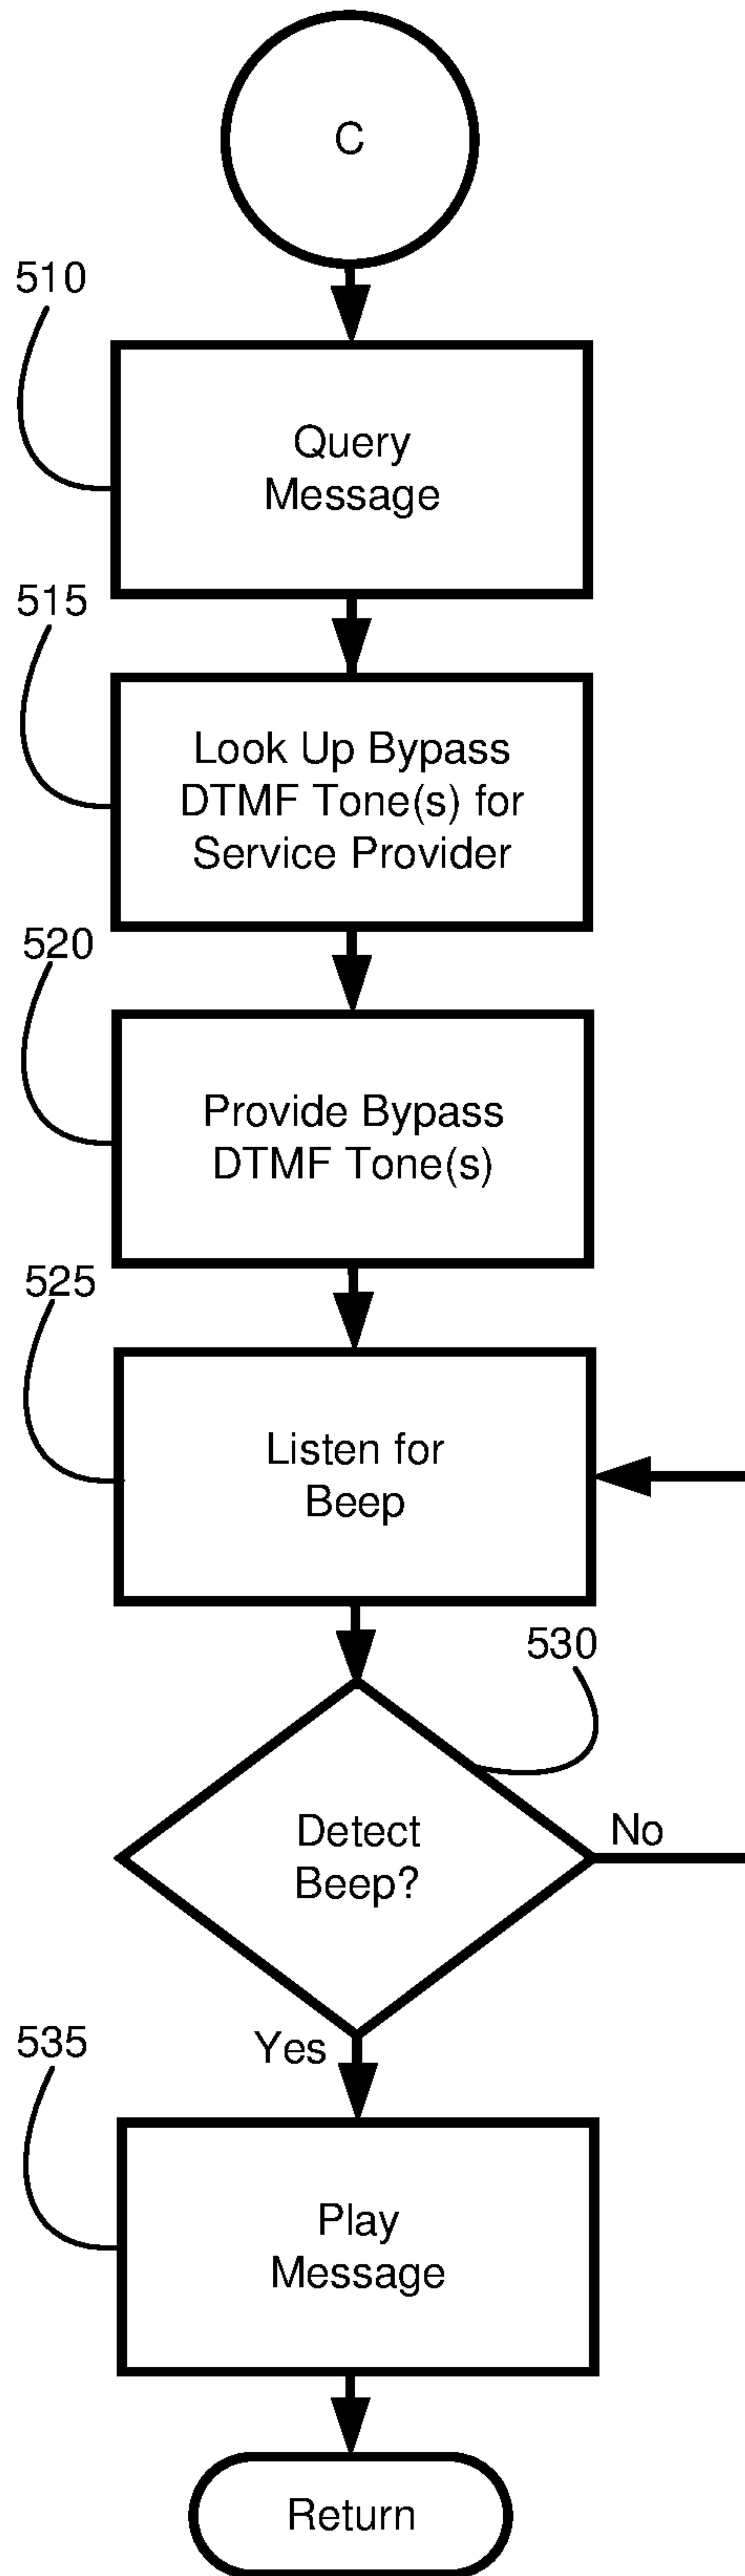 C
510
Query
Message
515
Look Up Bypass
DTMF Tone(s) for
Service Provider
520
Provide Bypass
DTMF Tone(s)
525
Listen for
Beep
530
Detect
Beep?
No
Yes
535
Play
Message
Return